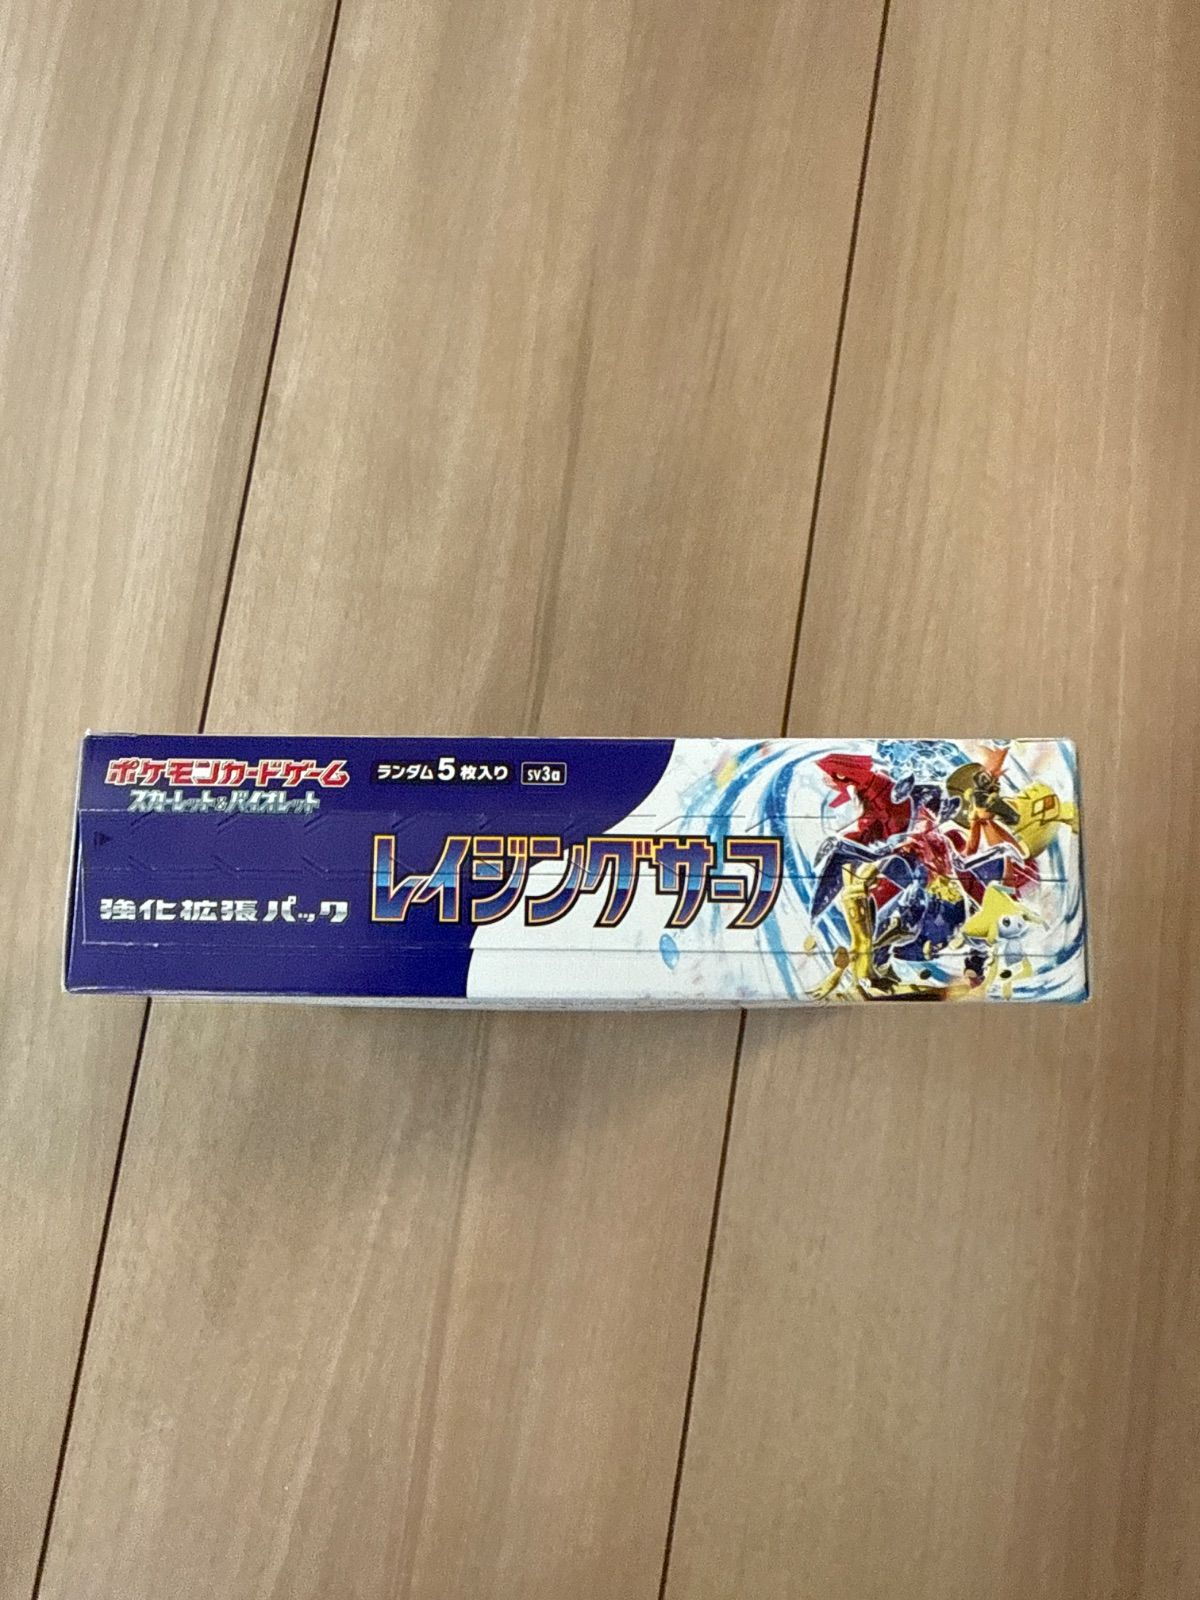 ポケモンカードゲーム
スカーレット&バイオレット
ランダム5枚入り sv3a
強化拡張パック
レイジングサーフ